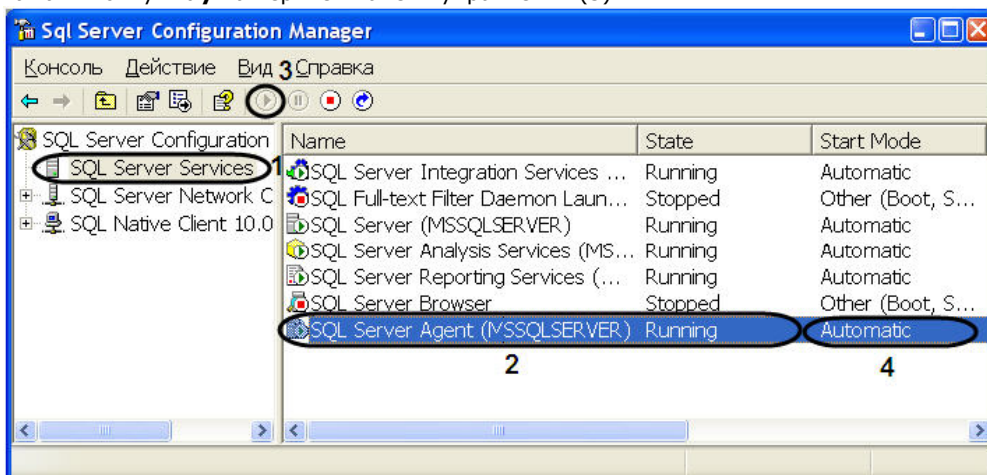 Sql Server Configuration Manager
Консоль Действие Вид 3 Справка
SQL Server Configuration
SQL Server Services 1
SQL Server Network C
SQL Native Client 10.0
Name State Start Mode
SQL Server Integration Services ... Running Automatic
SQL Full-text Filter Daemon Laun... Stopped Other (Boot, S...
SQL Server (MSSQLSERVER) Running Automatic
SQL Server Analysis Services (MS... Running Automatic
SQL Server Reporting Services (... Running Automatic
SQL Server Browser Stopped Other (Boot, S...
SQL Server Agent (MSSQLSERVER) Running Automatic
2 4